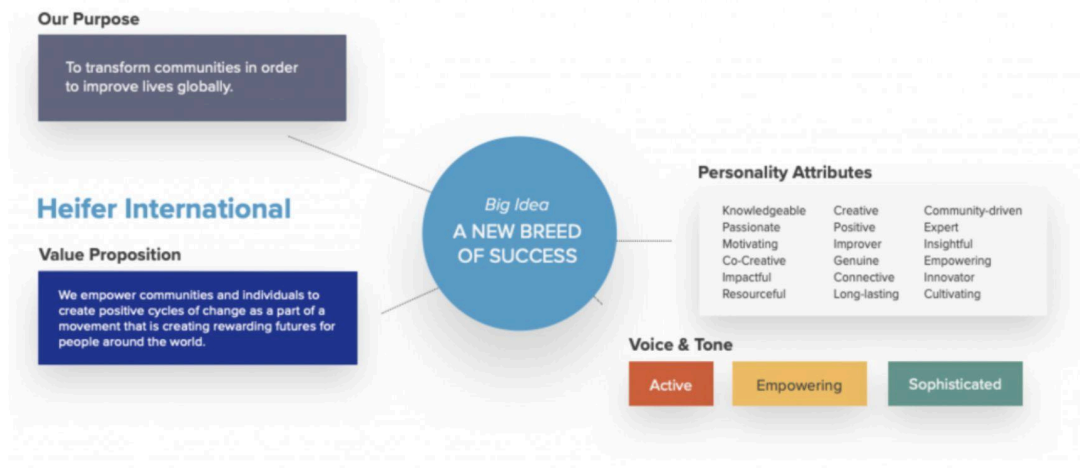 Our Purpose
To transform communities in order
to improve lives globally.
Heifer International
Value Proposition
We empower communities and individuals to
create positive cycles of change as a part of a
movement that is creating rewarding futures for
people around the world.
Big Idea
A NEW BREED
OF SUCCESS
Personality Attributes
Knowledgeable Creative Community-driven
Passionate Positive Expert
Motivating Improver Insightful
Co-Creative Genuine Empowering
Impactful Connective Innovator
Resourceful Long-lasting Cultivating
Voice & Tone
Active Empowering Sophisticated